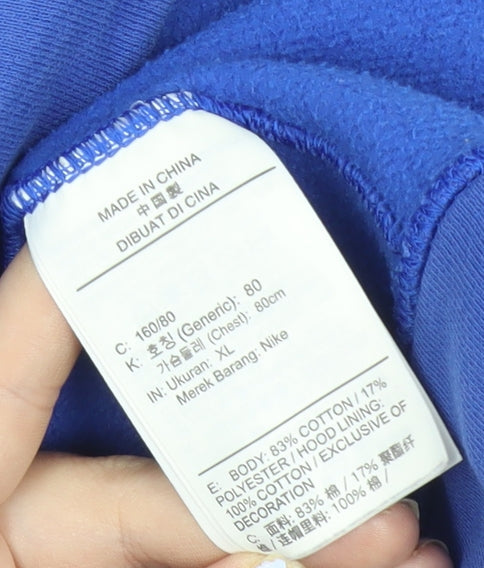 MADE IN CHINA
中国製
DIBUAT DI CINA
C: 160/80
K: 호칭 (Generic): 80
가슴둘레 (Chest): 80cm
IN: Ukuran: XL
Merek Barang: Nike
E: BODY: 83% COTTON / 17%
POLYESTER / HOOD LINING:
100% COTTON / EXCLUSIVE OF
DECORATION
C: 面料: 83% 棉 / 17% 聚酯纤
/ 连帽里料: 100% 棉 /